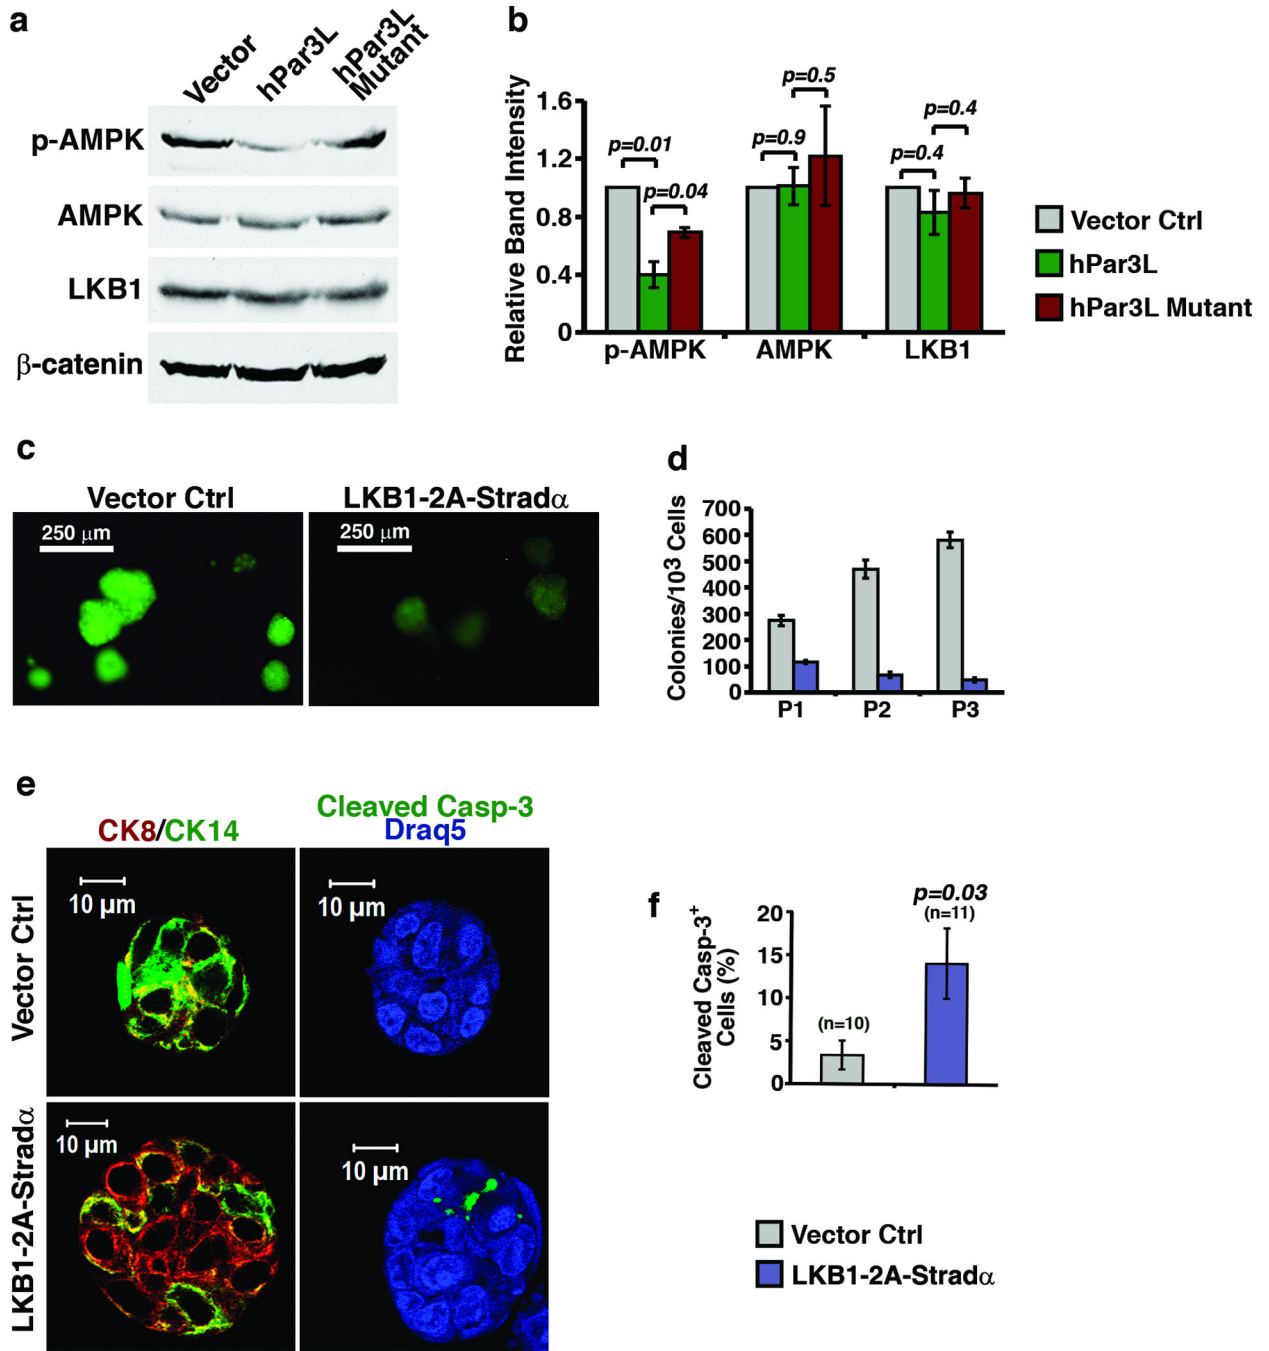 a
Vector
hPar3L
hPar3L
Mutant
p-AMPK
AMPK
LKB1
β-catenin
b
Relative Band Intensity
1.6
1.2
0.8
0.4
0
p=0.01
p=0.04
p=0.9
p=0.5
p=0.4
p=0.4
p-AMPK
AMPK
LKB1
Vector Ctrl
hPar3L
hPar3L Mutant
c
Vector Ctrl
LKB1-2A-Stradα
250 μm
250 μm
d
Colonies/10³ Cells
700
600
500
400
300
200
100
0
P1
P2
P3
e
CK8/CK14
Cleaved Casp-3
Draq5
Vector Ctrl
10 μm
10 μm
LKB1-2A-Stradα
10 μm
10 μm
f
Cleaved Casp-3⁺
Cells (%)
20
15
10
5
0
(n=10)
p=0.03
(n=11)
Vector Ctrl
LKB1-2A-Stradα